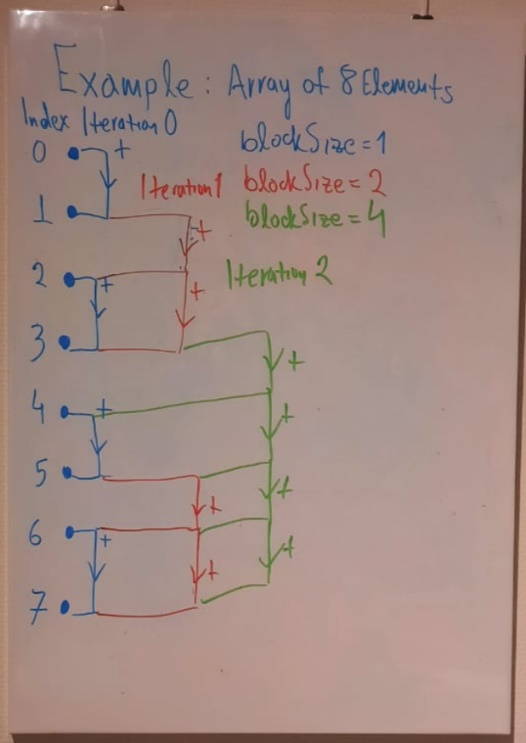 Example: Array of 8 Elements
Index Iteration 0
blockSize=1
0 +
Iteration 1 blockSize=2
1
blockSize=4
+
2 + Iteration 2
+
3
+
4 + +
5
+
+
6 +
+
+
7